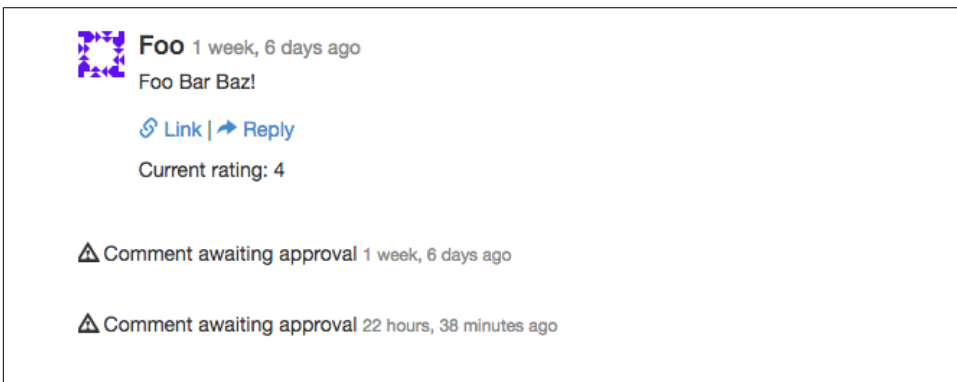 Foo 1 week, 6 days ago
Foo Bar Baz!
Link | Reply
Current rating: 4
Comment awaiting approval 1 week, 6 days ago
Comment awaiting approval 22 hours, 38 minutes ago